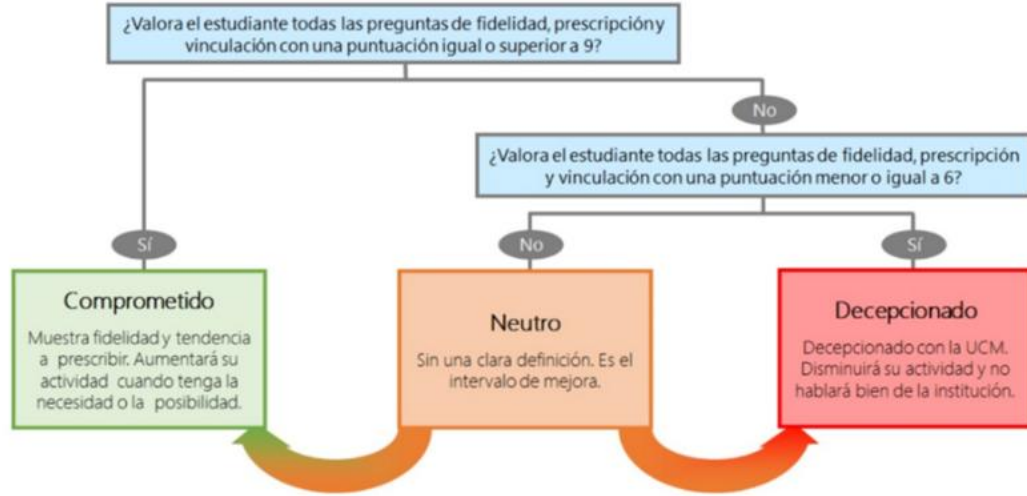 ¿Valora el estudiante todas las preguntas de fidelidad, prescripción y
vinculación con una puntuación igual o superior a 9?
No
¿Valora el estudiante todas las preguntas de fidelidad, prescripción
y vinculación con una puntuación menor o igual a 6?
Sí
No
Sí
Comprometido
Muestra fidelidad y tendencia
a prescribir. Aumentará su
actividad cuando tenga la
necesidad o la posibilidad.
Neutro
Sin una clara definición. Es el
intervalo de mejora.
Decepcionado
Decepcionado con la UCM.
Disminuirá su actividad y no
hablará bien de la institución.